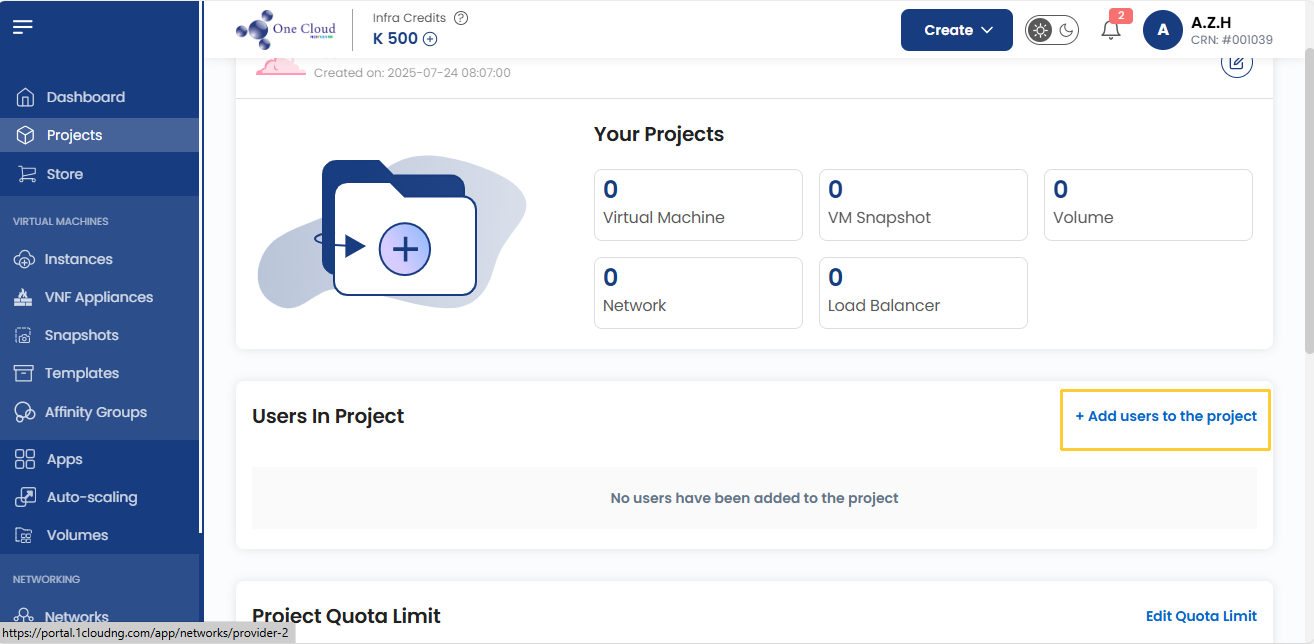 One Cloud
Infra Credits
K 500
Create
2
A
A.Z.H
CRN: #001039
Dashboard
Projects
Store
VIRTUAL MACHINES
Instances
VNF Appliances
Snapshots
Templates
Affinity Groups
Apps
Auto-scaling
Volumes
NETWORKING
Networks
https://portal.1cloudng.com/app/networks/provider-2
Created on: 2025-07-24 08:07:00
Your Projects
0
Virtual Machine
0
VM Snapshot
0
Volume
0
Network
0
Load Balancer
Users In Project
+ Add users to the project
No users have been added to the project
Project Quota Limit
Edit Quota Limit